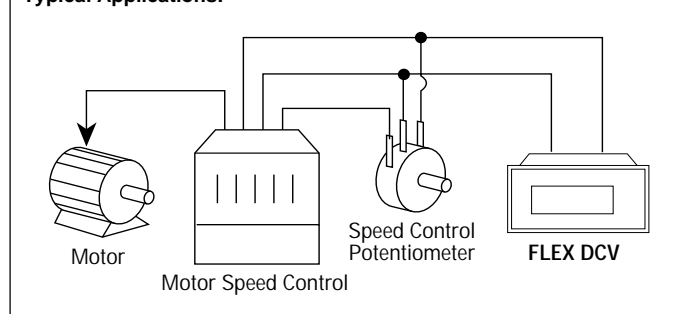 Typical Applications:
Motor
Motor Speed Control
Speed Control
Potentiometer
FLEX DCV